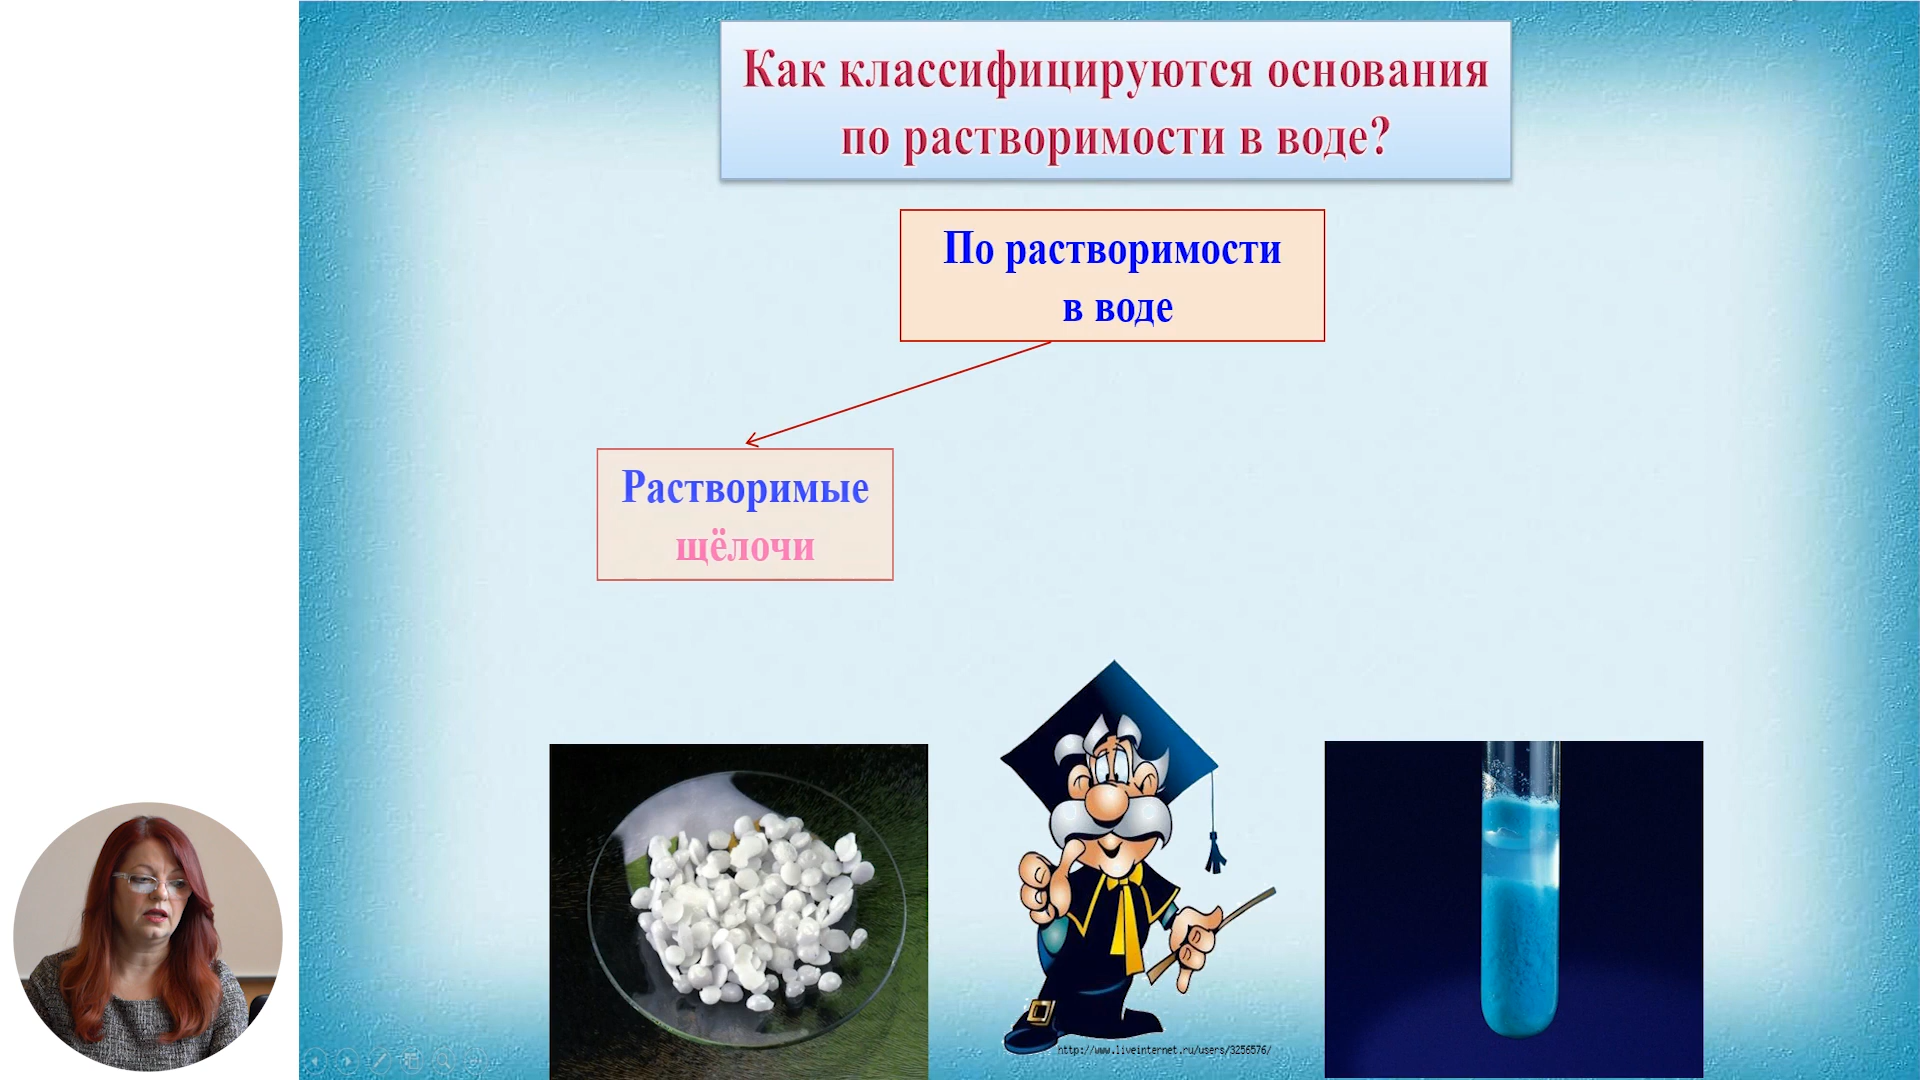 Как классифицируются основания
по растворимости в воде?
По растворимости
в воде
Растворимые
щёлочи
http://www.liveinternet.ru/users/3256576/